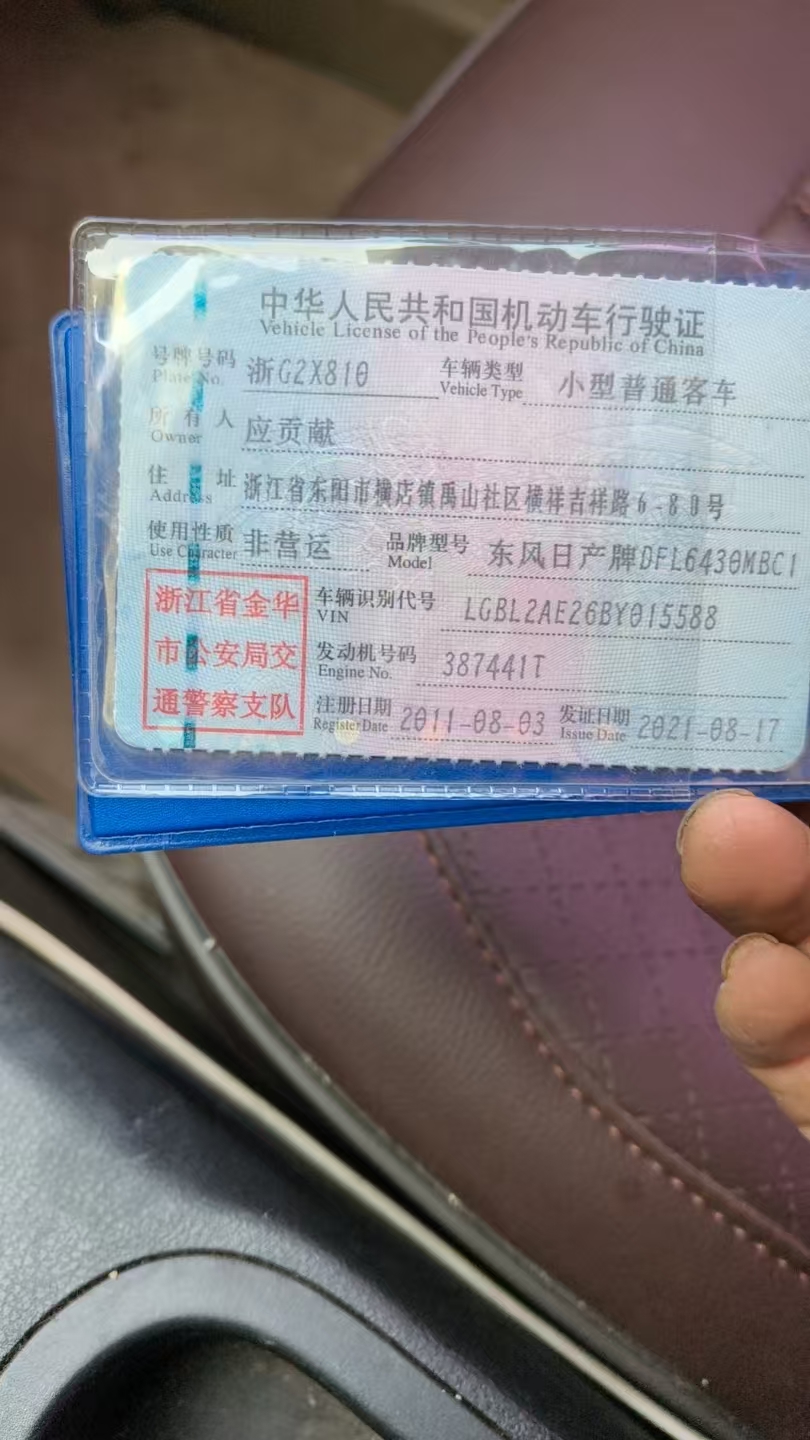 中华人民共和国机动车行驶证
Vehicle License of the People's Republic of China
号牌号码 浙G2X810 车辆类型 小型普通客车
Plate No. Vehicle Type
所有人 应贡献
Owner
住址 浙江省东阳市横店镇禹山社区横祥吉祥路6-80号
Address
使用性质 非营运 品牌型号 东风日产牌DFL6430MBC1
Use Character Model
浙江省金华
市公安局交
通警察支队
车辆识别代号 LGBL2AE26BY015588
VIN
发动机号码 387441T
Engine No.
注册日期 2011-08-03 发证日期 2021-08-17
Register Date Issue Date